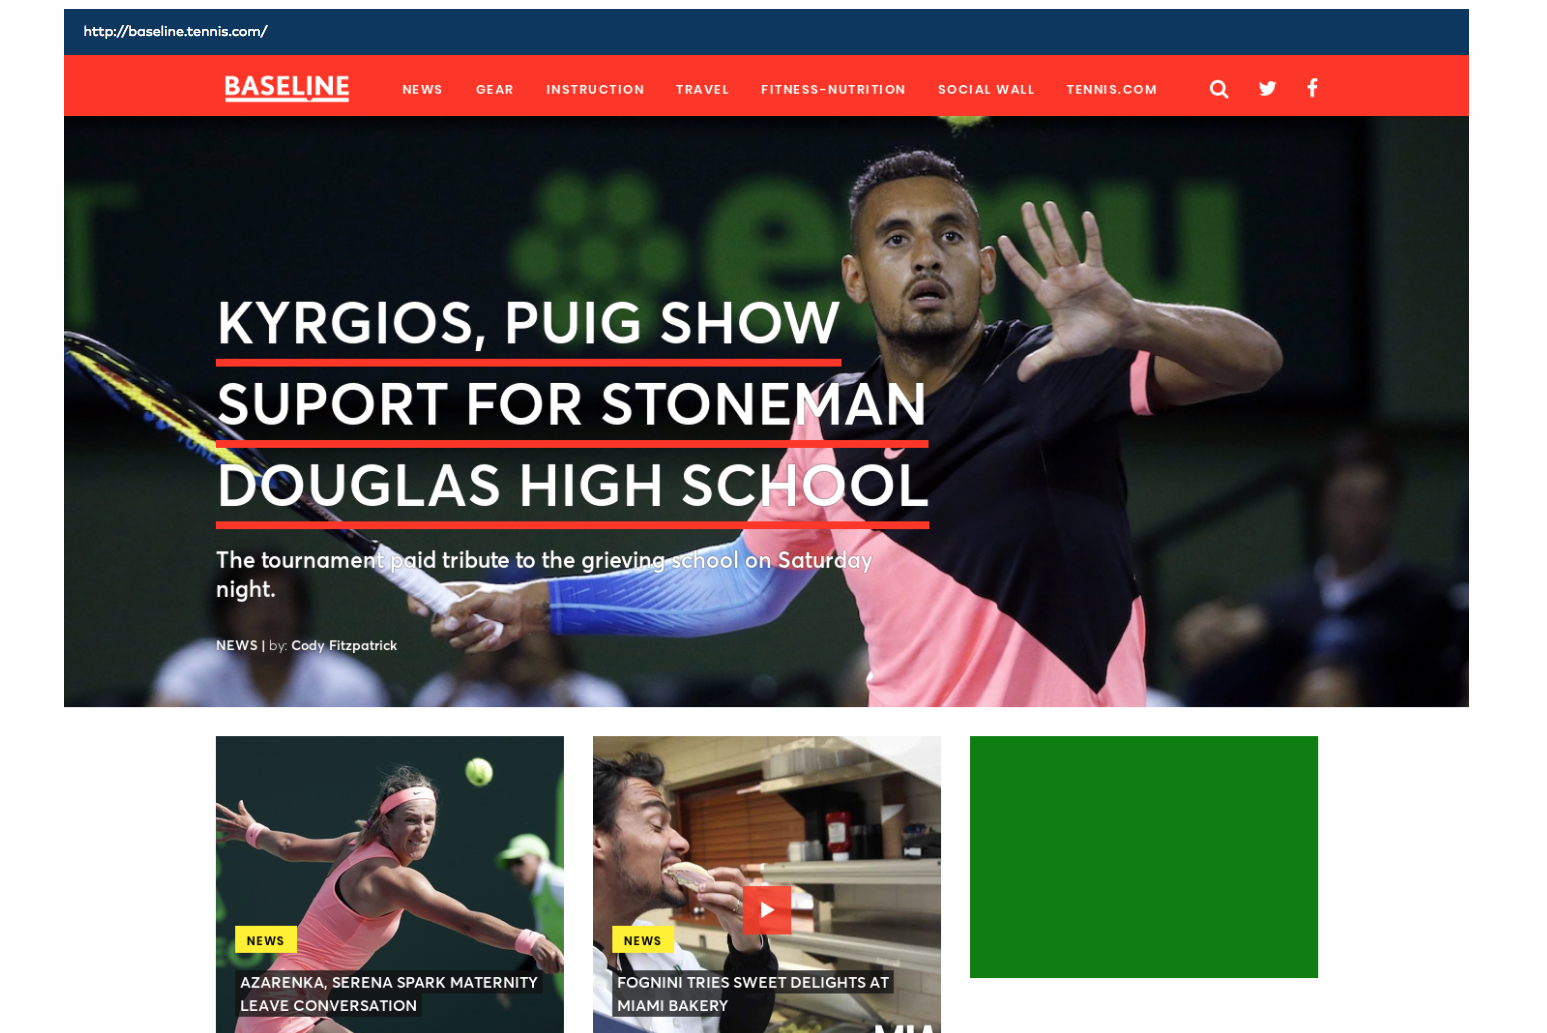 http://baseline.tennis.com/
BASELINE NEWS GEAR INSTRUCTION TRAVEL FITNESS-NUTRITION SOCIAL WALL TENNIS.COM
KYRGIOS, PUIG SHOW
SUPORT FOR STONEMAN
DOUGLAS HIGH SCHOOL
The tournament paid tribute to the grieving school on Saturday
night.
NEWS | by: Cody Fitzpatrick
NEWS
AZARENKA, SERENA SPARK MATERNITY
LEAVE CONVERSATION
NEWS
FOGNINI TRIES SWEET DELIGHTS AT
MIAMI BAKERY